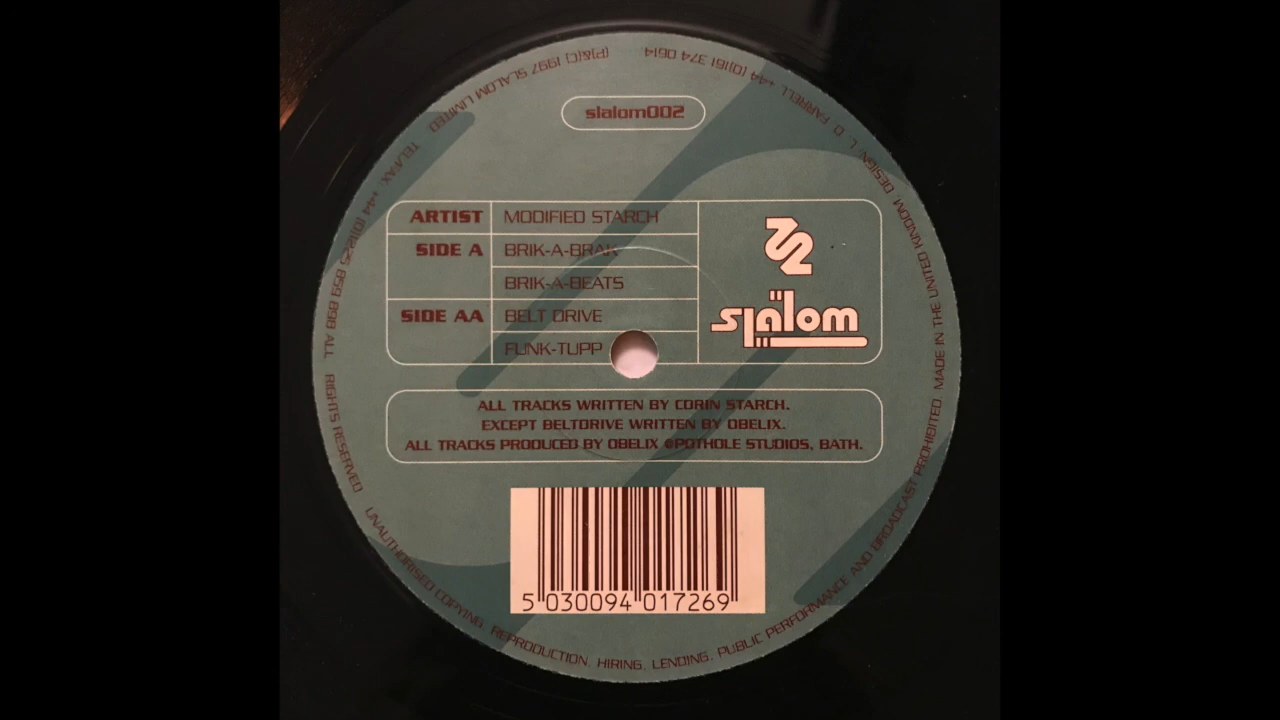 slalom002
ARTIST MODIFIED STARCH
SIDE A BRIK-A-BRAK
BRIK-A-BEATS
SIDE AA BELT DRIVE
FUNK-TUPP
slälom
ALL TRACKS WRITTEN BY CORIN STARCH.
EXCEPT BELTDRIVE WRITTEN BY OBELIX.
ALL TRACKS PRODUCED BY OBELIX @POTHOLE STUDIOS, BATH.
5 030094 017269
(P)&(C) 1997 SLALOM LIMITED TEL/FAX: +44 (0)1225 859 898 ALL RIGHTS RESERVED UNAUTHORISED COPYING, REPRODUCTION, HIRING, LENDING, PUBLIC PERFORMANCE AND BROADCAST PROHIBITED. MADE IN THE UNITED KINGDOM. DESIGN: L. D. FARRELL +44 (0)161 374 0614